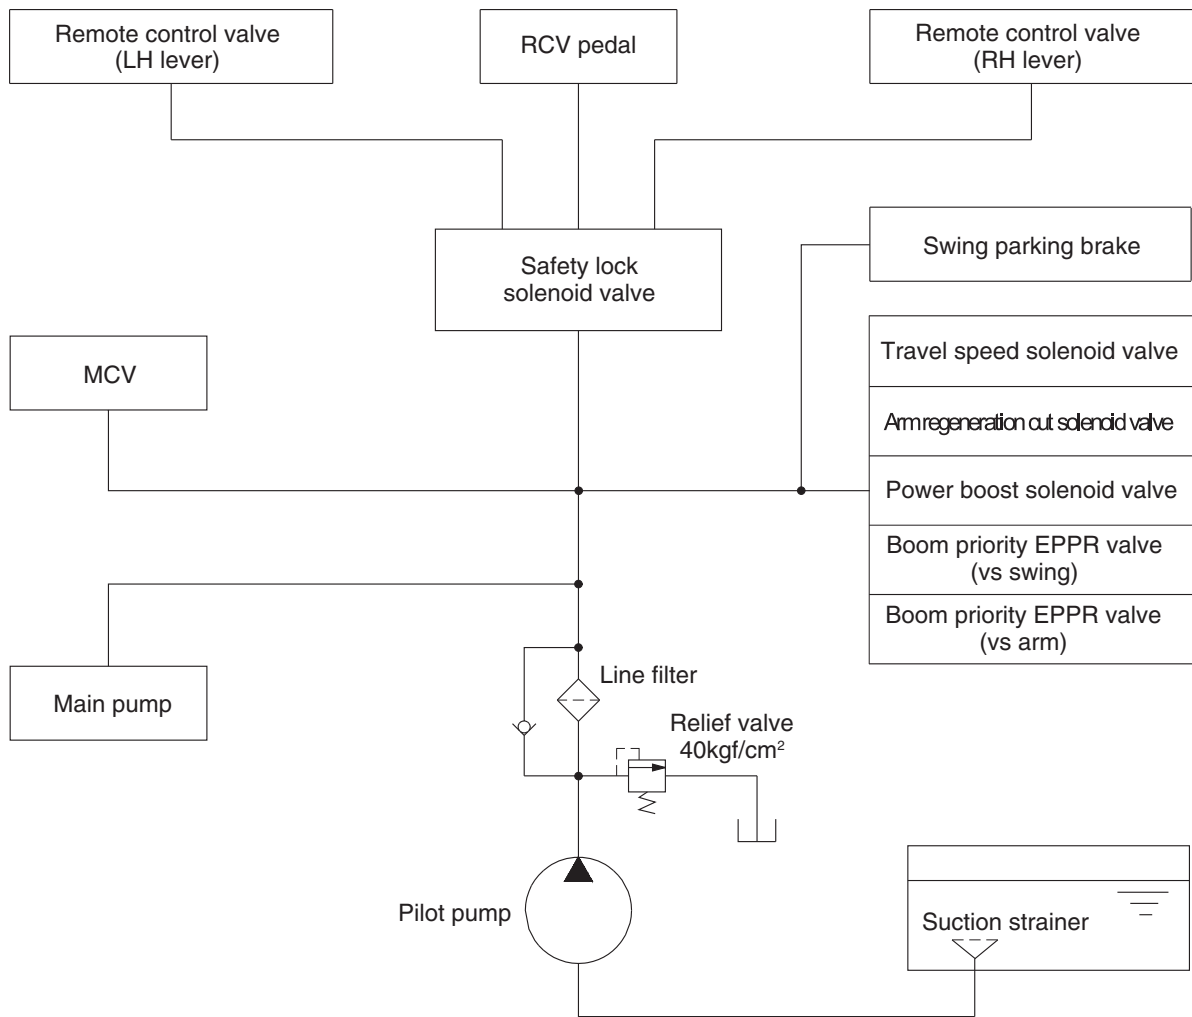 Remote control valve
(LH lever)
RCV pedal
Remote control valve
(RH lever)
Safety lock
solenoid valve
Swing parking brake
MCV
Travel speed solenoid valve
Arm regeneration cut solenoid valve
Power boost solenoid valve
Boom priority EPPR valve
(vs swing)
Boom priority EPPR valve
(vs arm)
Main pump
Line filter
Relief valve
40kgf/cm²
Pilot pump
Suction strainer